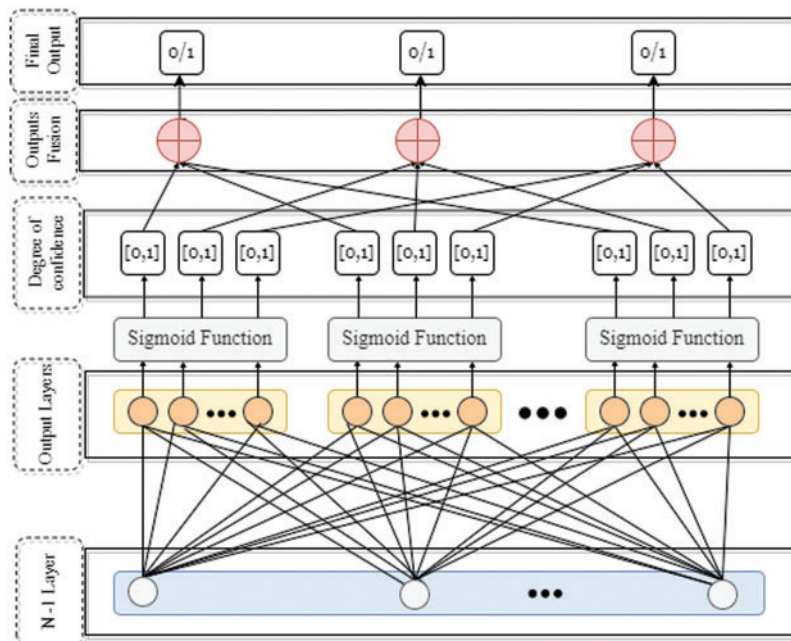 Final
Output
0/1
0/1
0/1
Outputs
Fusion
Degree of
confidence
[0,1]
[0,1]
[0,1]
[0,1]
[0,1]
[0,1]
[0,1]
[0,1]
[0,1]
Sigmoid Function
Sigmoid Function
Sigmoid Function
Output Layers
N-1 Layer